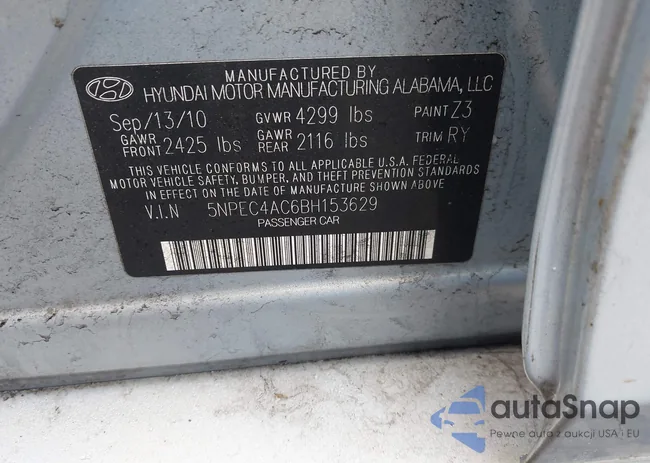 MANUFACTURED BY
HYUNDAI MOTOR MANUFACTURING ALABAMA, LLC
Sep/13/10 GVWR 4299 lbs PAINT Z3
GAWR FRONT 2425 lbs GAWR REAR 2116 lbs TRIM RY
THIS VEHICLE CONFORMS TO ALL APPLICABLE U.S.A. FEDERAL
MOTOR VEHICLE SAFETY, BUMPER, AND THEFT PREVENTION STANDARDS
IN EFFECT ON THE DATE OF MANUFACTURE SHOWN ABOVE
V.I.N 5NPEC4AC6BH153629
PASSENGER CAR
autoSnap
Pewne auto z aukcji USA i EU